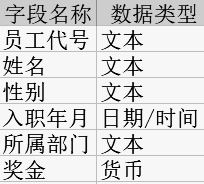 字段名称 数据类型
员工代号 文本
姓名 文本
性别 文本
入职年月 日期/时间
所属部门 文本
奖金 货币